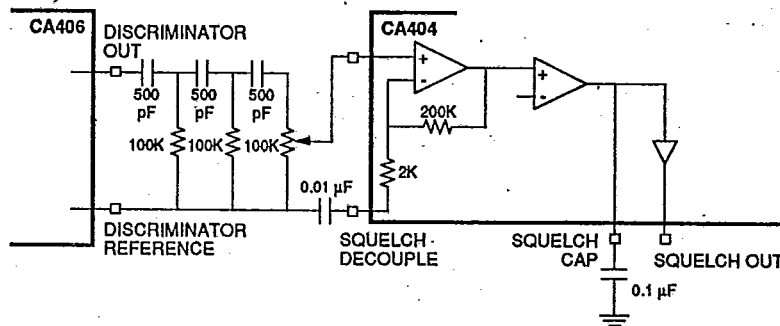 CA406
DISCRIMINATOR
OUT
500
pF
500
pF
500
pF
100K
100K
100K
0.01 µF
DISCRIMINATOR
REFERENCE
CA404
+
-
200K
2K
+
-
SQUELCH
DECOUPLE
SQUELCH
CAP
SQUELCH OUT
0.1 µF